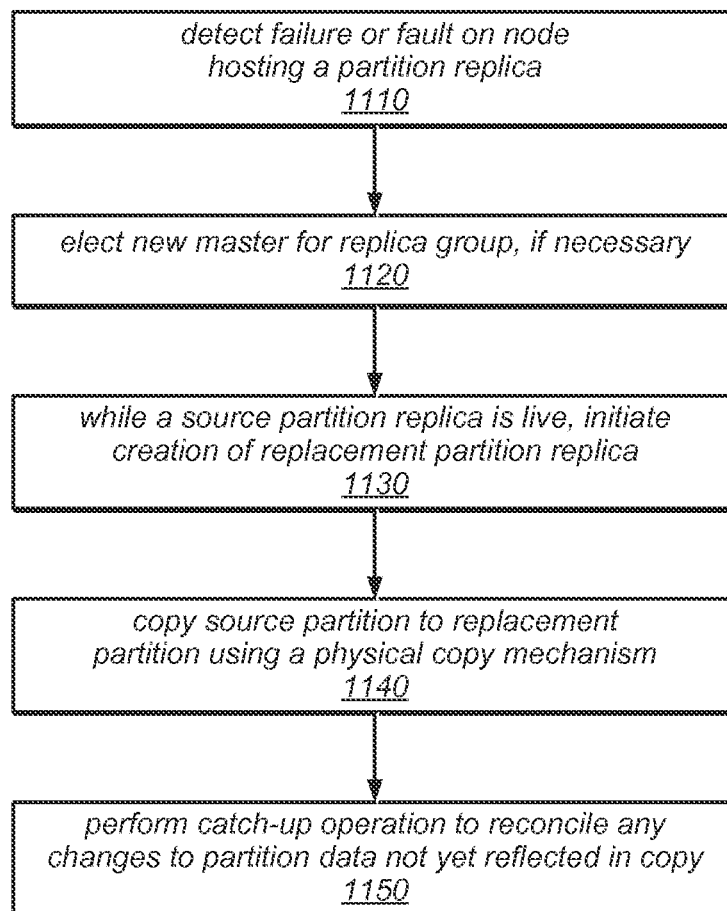 detect failure or fault on node
hosting a partition replica
1110
elect new master for replica group, if necessary
1120
while a source partition replica is live, initiate
creation of replacement partition replica
1130
copy source partition to replacement
partition using a physical copy mechanism
1140
perform catch-up operation to reconcile any
changes to partition data not yet reflected in copy
1150